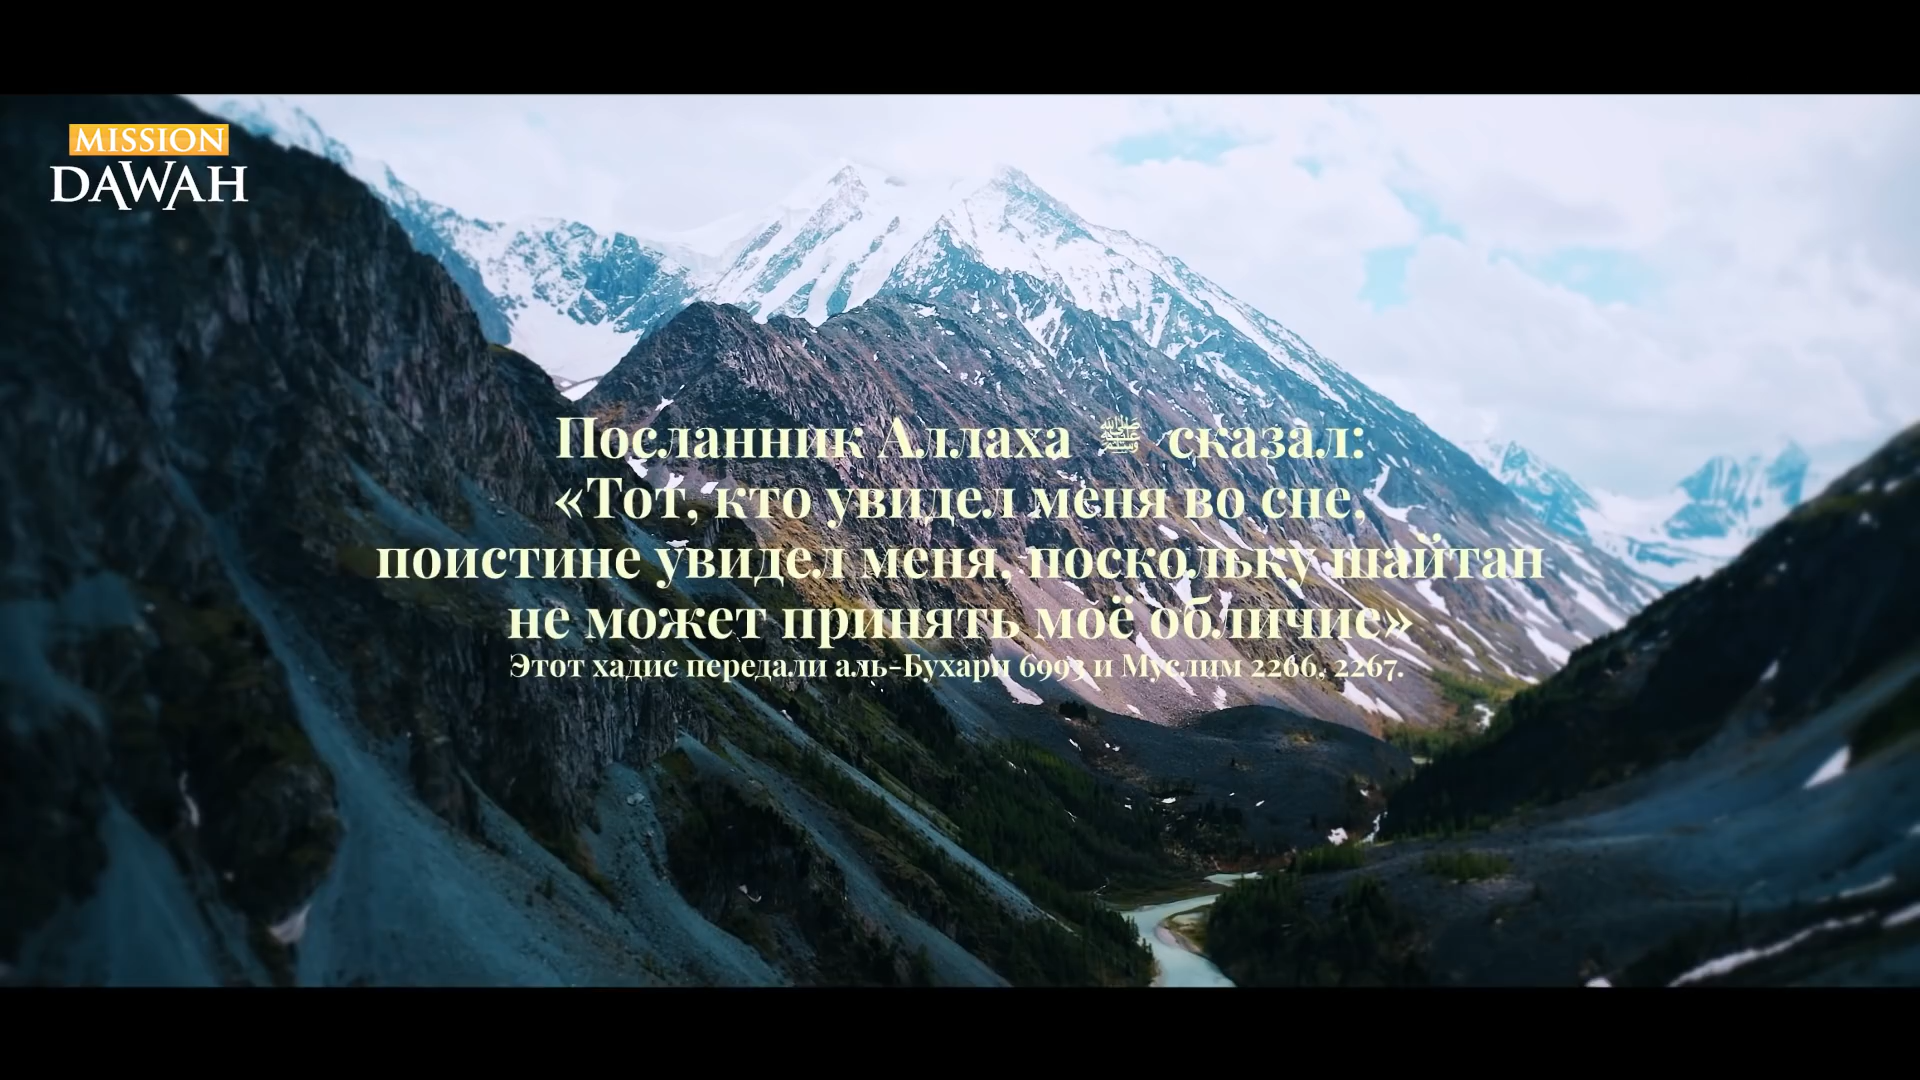 MISSION
DAWAH
Посланник Аллаха ﷺ сказал:
«Тот, кто увидел меня во сне,
поистине увидел меня, поскольку шайтан
не может принять моё обличие»
Этот хадис передали аль-Бухари 6993 и Муслим 2266, 2267.